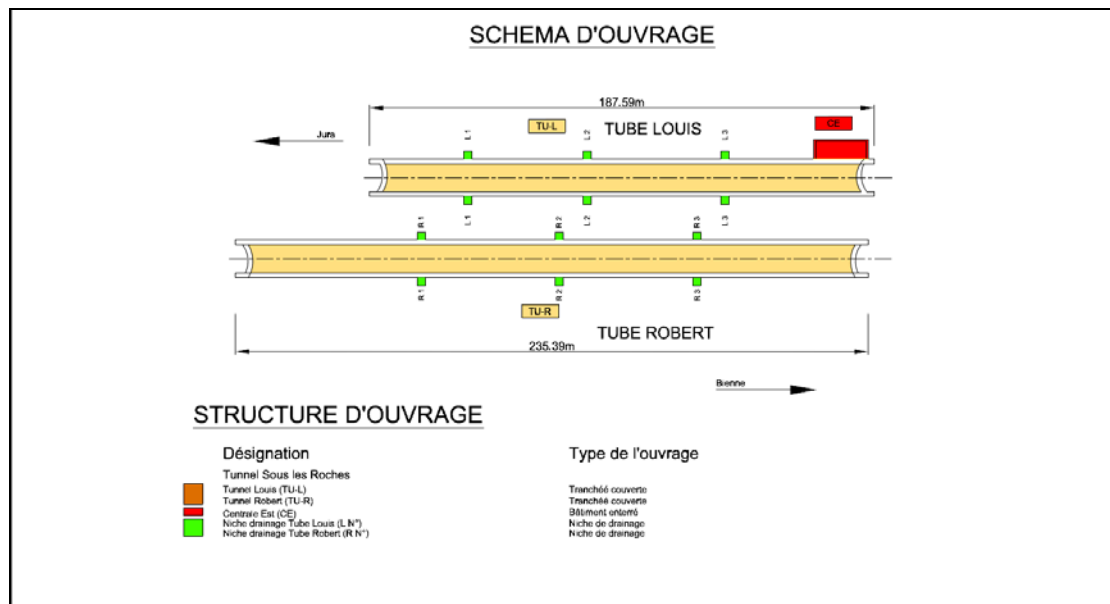 SCHEMA D'OUVRAGE
187.59m
TU-L
TUBE LOUIS
CE
Jura
L1
L2
L3
L1
L2
L3
R1
R2
R3
R1
R2
R3
TU-R
TUBE ROBERT
235.39m
Bienne
STRUCTURE D'OUVRAGE
Désignation Type de l'ouvrage
Tunnel Sous les Roches
Tunnel Louis (TU-L) Tranchéé couverte
Tunnel Robert (TU-R) Tranchéé couverte
Centrale Est (CE) Bâtiment enterré
Niche drainage Tube Louis (L N°) Niche de drainage
Niche drainage Tube Robert (R N°) Niche de drainage